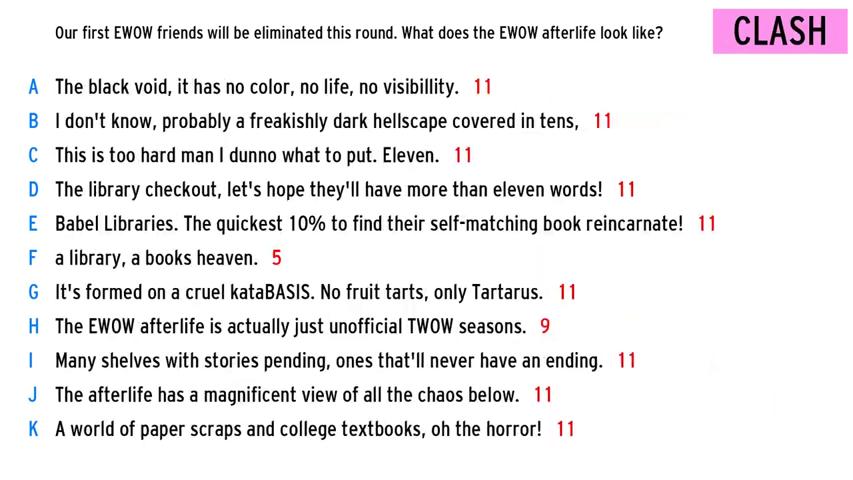 Our first EWOW friends will be eliminated this round. What does the EWOW afterlife look like?
CLASH
A The black void, it has no color, no life, no visibillity. 11
B I don't know, probably a freakishly dark hellscape covered in tens, 11
C This is too hard man I dunno what to put. Eleven. 11
D The library checkout, let's hope they'll have more than eleven words! 11
E Babel Libraries. The quickest 10% to find their self-matching book reincarnate! 11
F a library, a books heaven. 5
G It's formed on a cruel kataBASIS. No fruit tarts, only Tartarus. 11
H The EWOW afterlife is actually just unofficial TWOW seasons. 9
I Many shelves with stories pending, ones that'll never have an ending. 11
J The afterlife has a magnificent view of all the chaos below. 11
K A world of paper scraps and college textbooks, oh the horror! 11